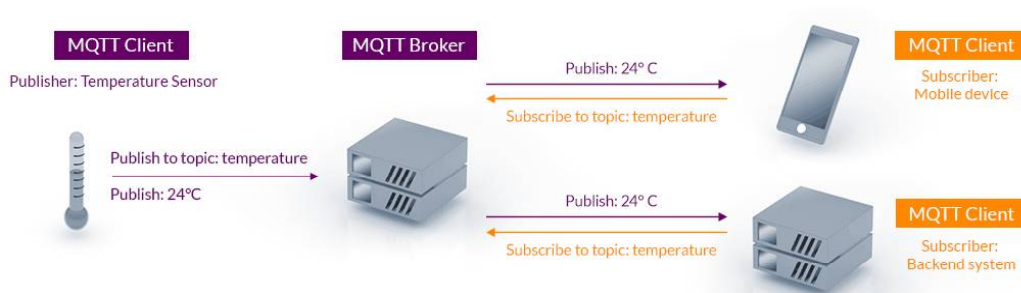 MQTT Client
Publisher: Temperature Sensor
Publish to topic: temperature
Publish: 24°C
MQTT Broker
Publish: 24° C
Subscribe to topic: temperature
MQTT Client
Subscriber:
Mobile device
Publish: 24° C
Subscribe to topic: temperature
MQTT Client
Subscriber:
Backend system